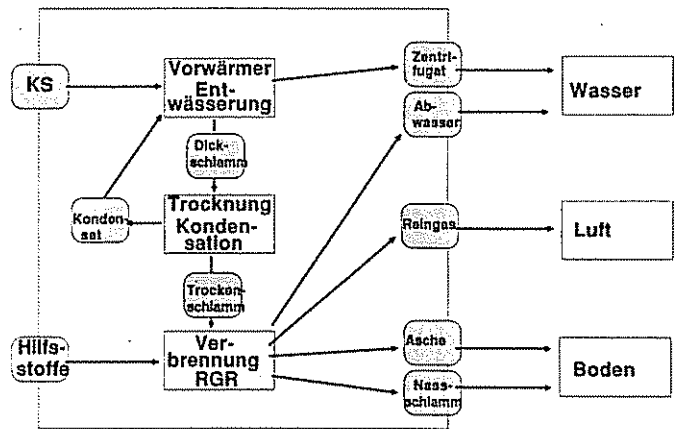 KS
Vorwärmer
Ent-
wässerung
Zentri-
fugat
Wasser
Ab-
wasser
Dick-
schlamm
Konden-
sat
Trocknung
Konden-
sation
Reingas
Luft
Trocken-
schlamm
Hilfs-
stoffe
Ver-
brennung
RGR
Asche
Boden
Nass-
schlamm